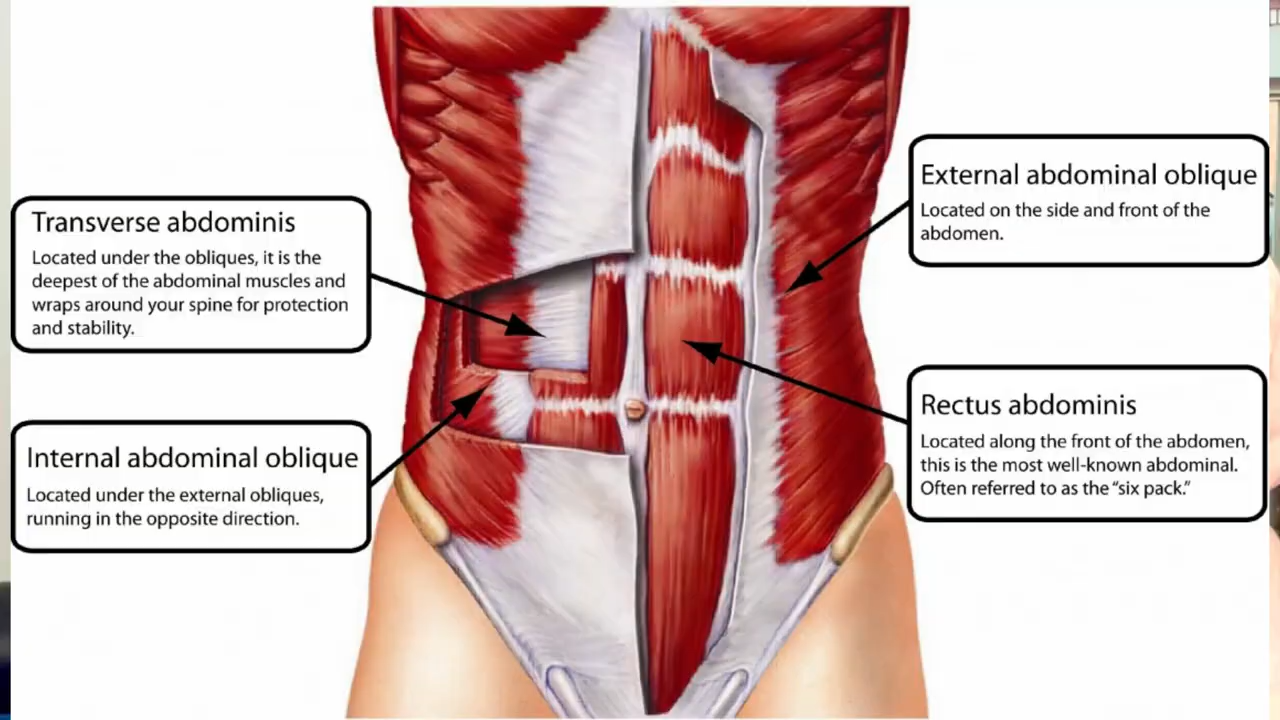 Transverse abdominis
Located under the obliques, it is the
deepest of the abdominal muscles and
wraps around your spine for protection
and stability.
Internal abdominal oblique
Located under the external obliques,
running in the opposite direction.
External abdominal oblique
Located on the side and front of the
abdomen.
Rectus abdominis
Located along the front of the abdomen,
this is the most well-known abdominal.
Often referred to as the “six pack.”